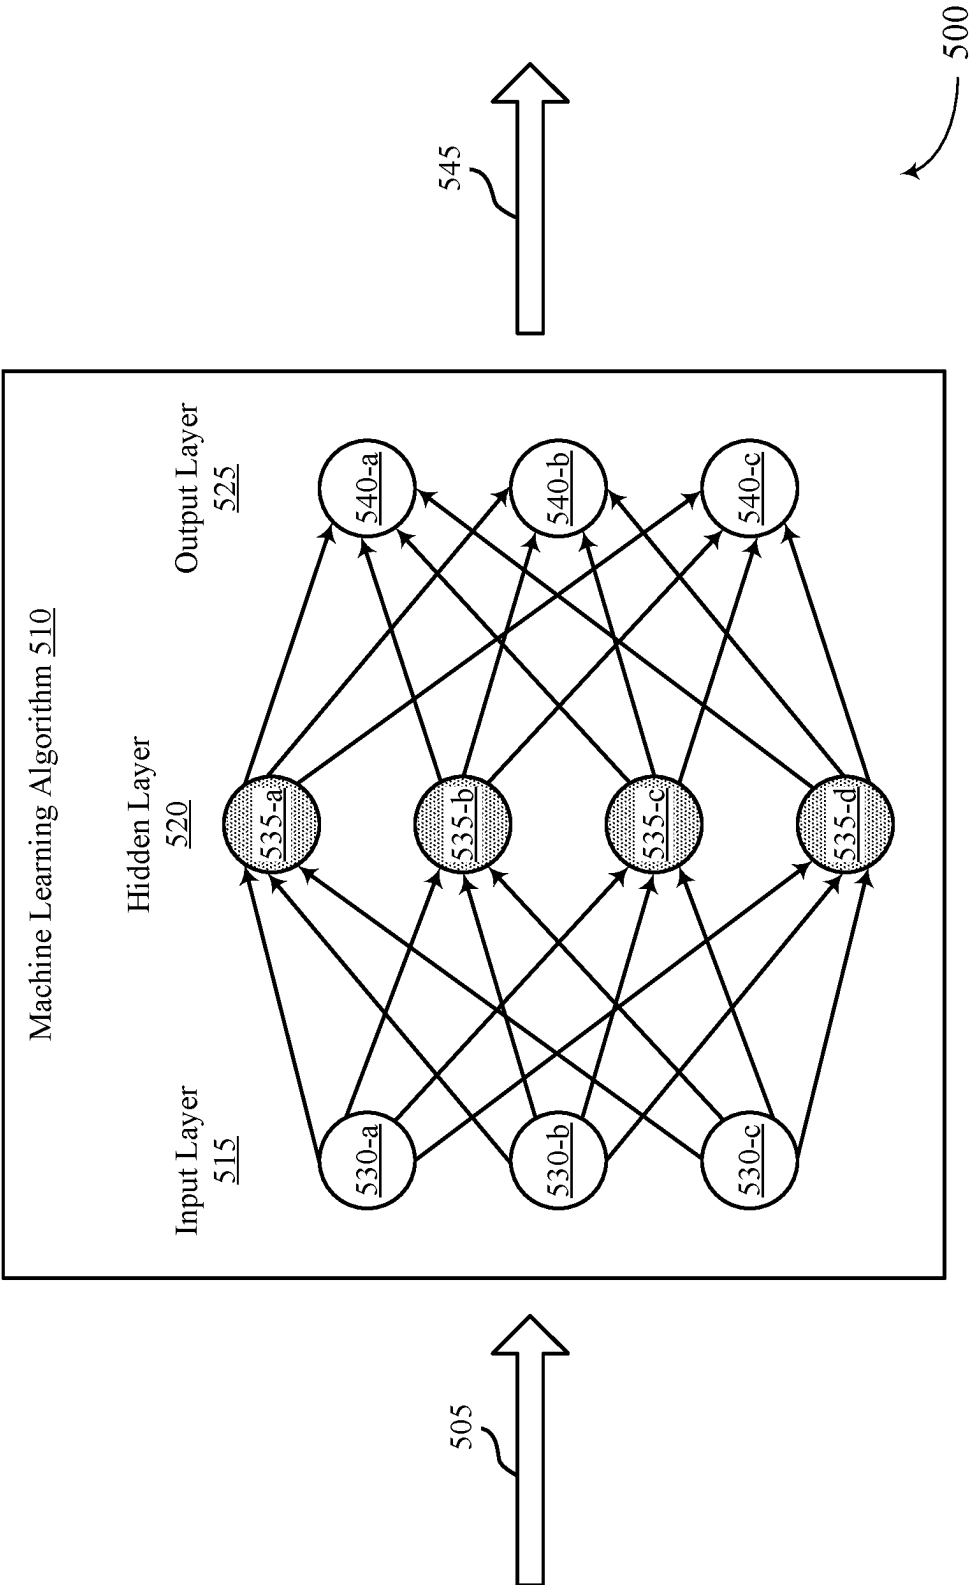 Machine Learning Algorithm 510
Input Layer
515
Hidden Layer
520
Output Layer
525
505
530-a
530-b
530-c
535-a
535-b
535-c
535-d
540-a
540-b
540-c
545
500